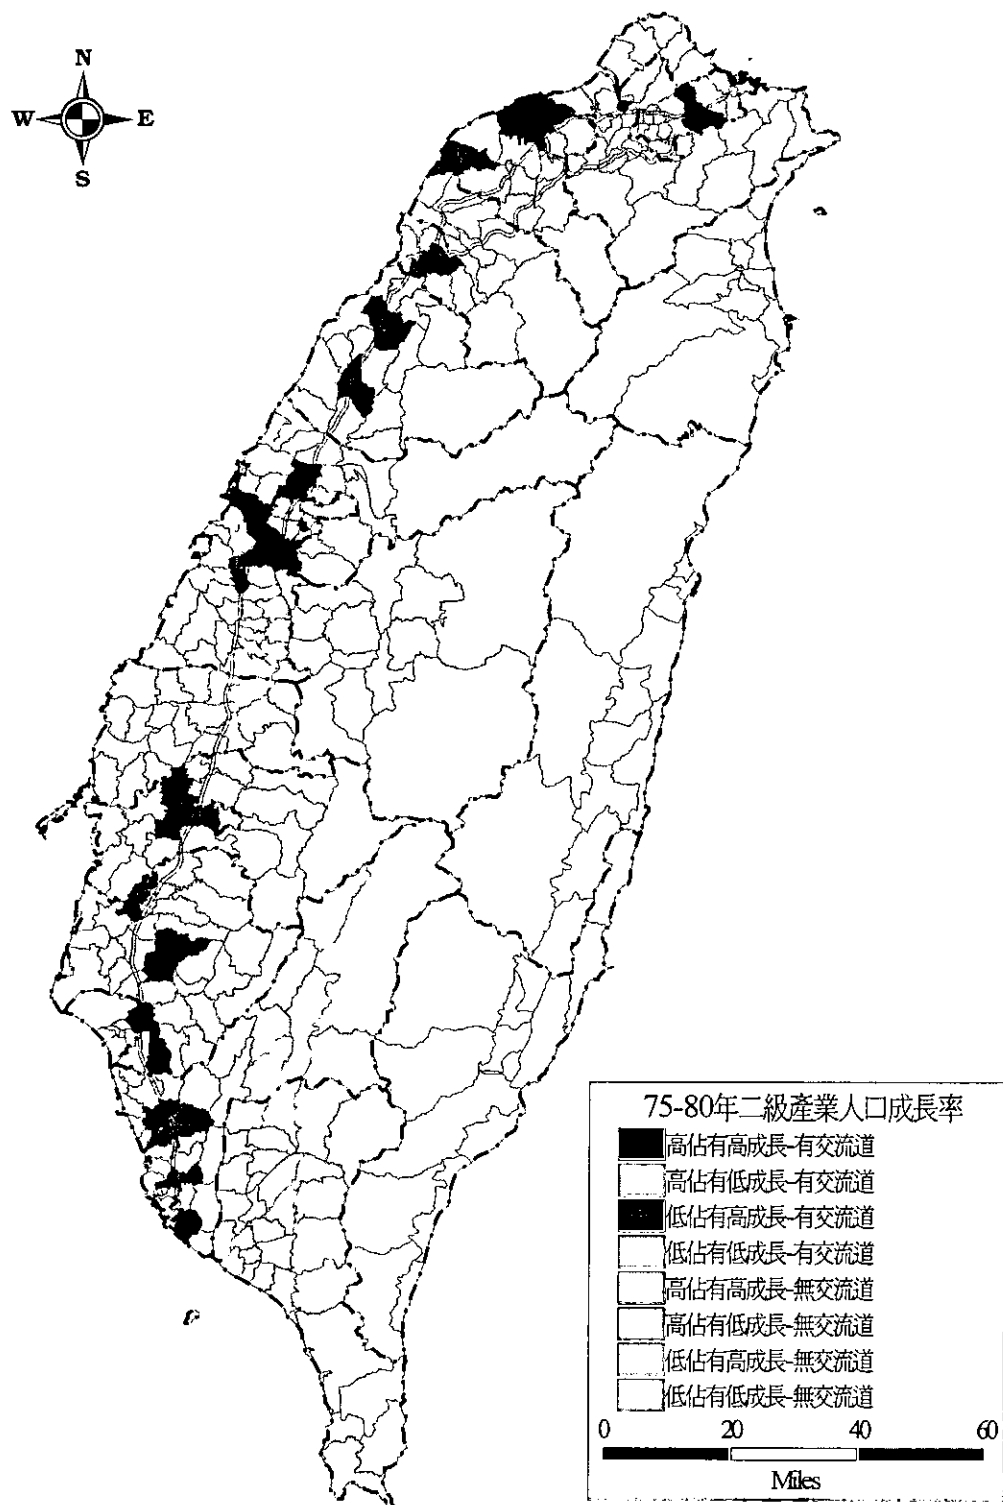 N
W E
S
75-80年二級產業人口成長率
高佔有高成長-有交流道
高佔有低成長-有交流道
低佔有高成長-有交流道
低佔有低成長-有交流道
高佔有高成長-無交流道
高佔有低成長-無交流道
低佔有高成長-無交流道
低佔有低成長-無交流道
0 20 40 60
Miles